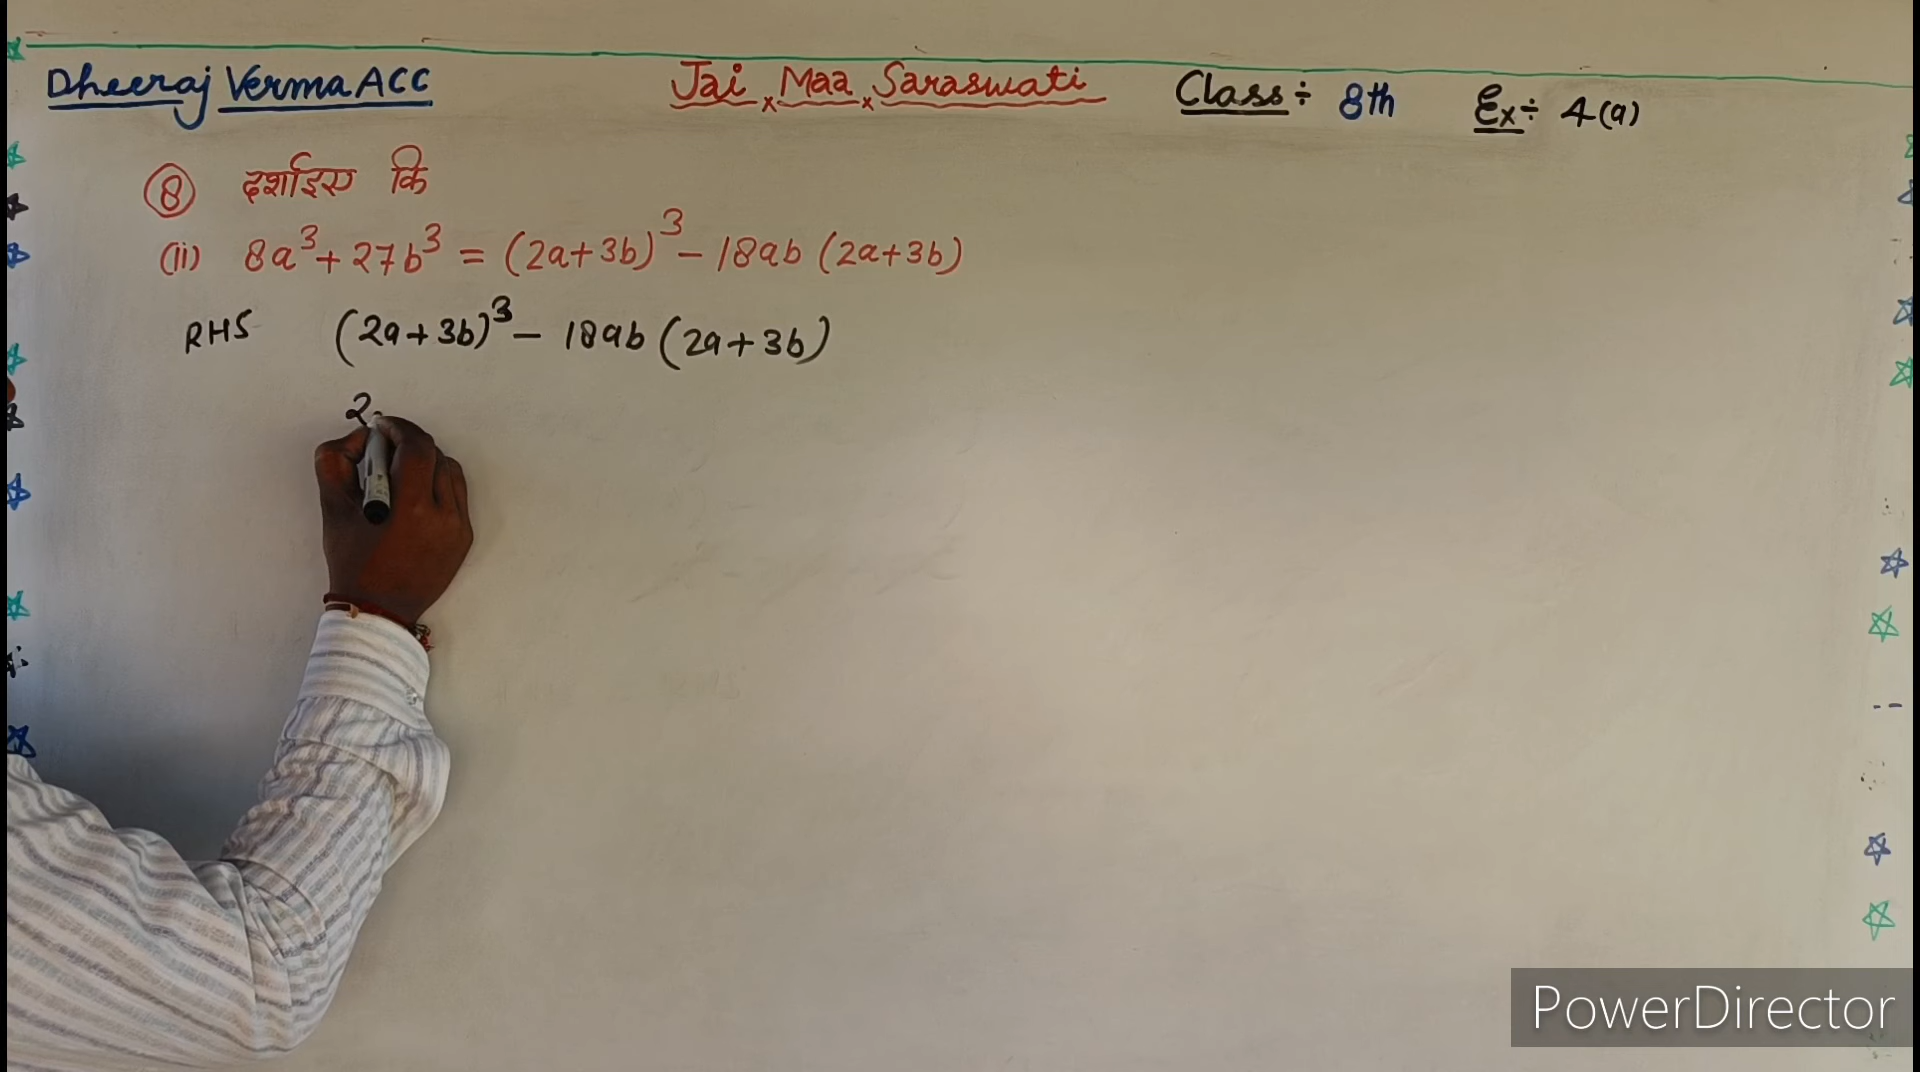 Dheeraj Verma ACC Jai x Maa x Saraswati Class÷ 8th Ex÷ 4(a)
8 दर्शाइए कि
(ii) 8a³+27b³ = (2a+3b)³-18ab (2a+3b)
RHS (2a+3b)³- 18ab (2a+3b)
2
PowerDirector